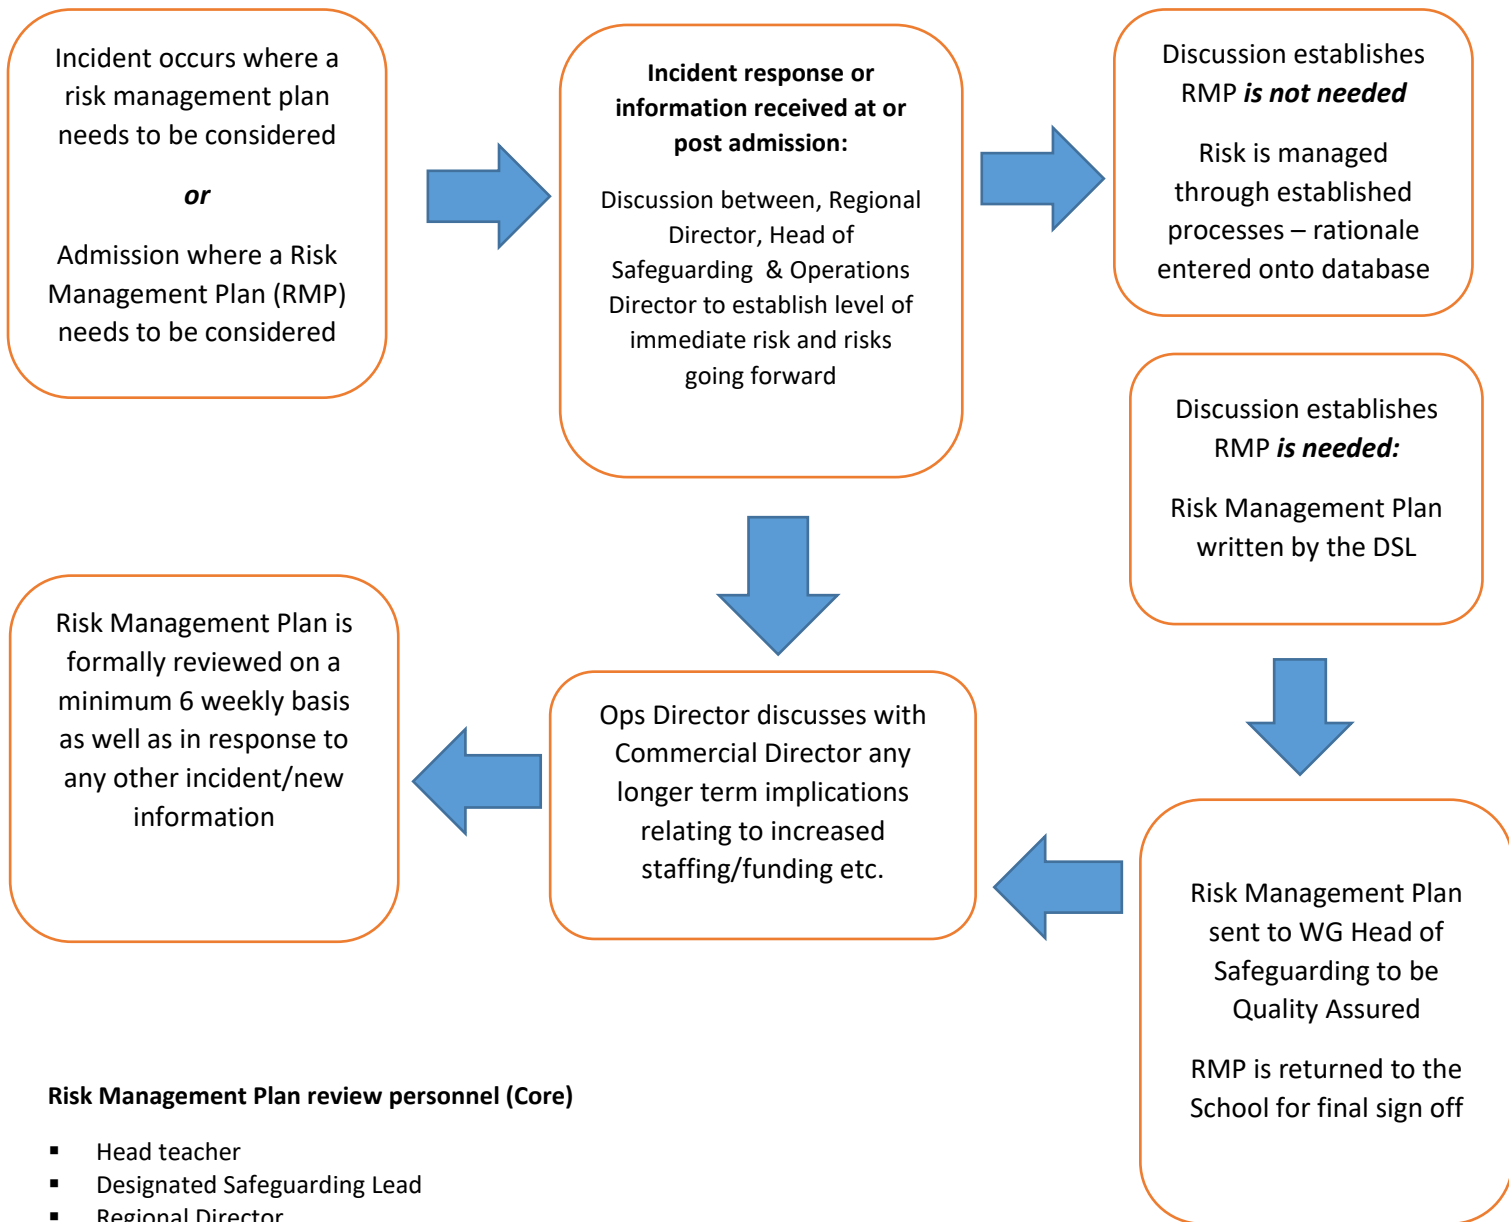 Incident occurs where a
risk management plan
needs to be considered
or
Admission where a Risk
Management Plan (RMP)
needs to be considered
Incident response or
information received at or
post admission:
Discussion between, Regional
Director, Head of
Safeguarding & Operations
Director to establish level of
immediate risk and risks
going forward
Discussion establishes
RMP is not needed
Risk is managed
through established
processes – rationale
entered onto database
Discussion establishes
RMP is needed:
Risk Management Plan
written by the DSL
Risk Management Plan is
formally reviewed on a
minimum 6 weekly basis
as well as in response to
any other incident/new
information
Ops Director discusses with
Commercial Director any
longer term implications
relating to increased
staffing/funding etc.
Risk Management Plan
sent to WG Head of
Safeguarding to be
Quality Assured
RMP is returned to the
School for final sign off
Risk Management Plan review personnel (Core)
▪ Head teacher
▪ Designated Safeguarding Lead
▪ Regional Director